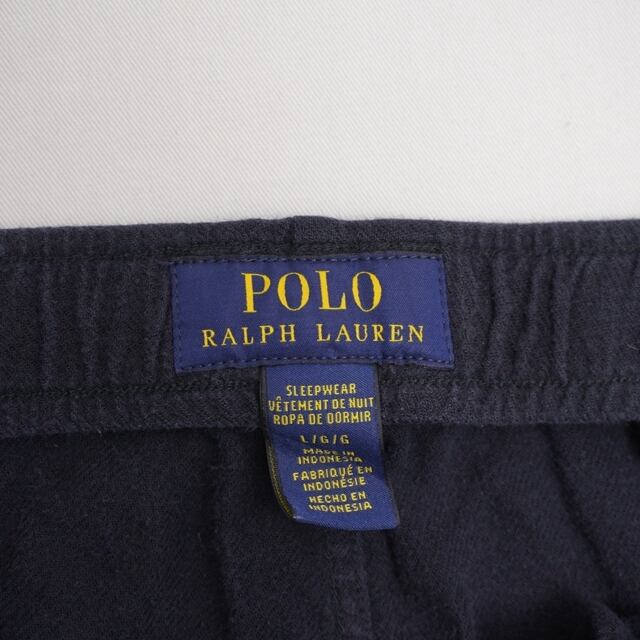 POLO
RALPH LAUREN
SLEEPWEAR
VÊTEMENT DE NUIT
ROPA DE DORMIR
L/G/G
MADE IN
INDONESIA
FABRIQUÉ EN
INDONÉSIE
HECHO EN
INDONESIA